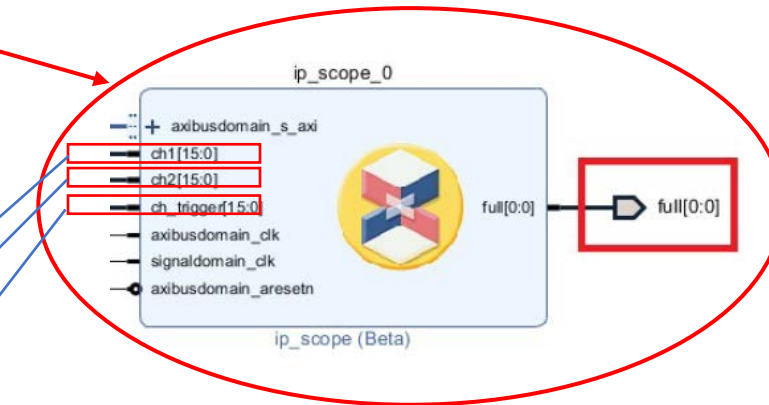 ip_scope_0
axibusdomain_s_axi
ch1[15:0]
ch2[15:0]
ch_trigger[15:0]
axibusdomain_clk
signaldomain_clk
axibusdomain_aresetn
full[0:0]
full[0:0]
ip_scope (Beta)